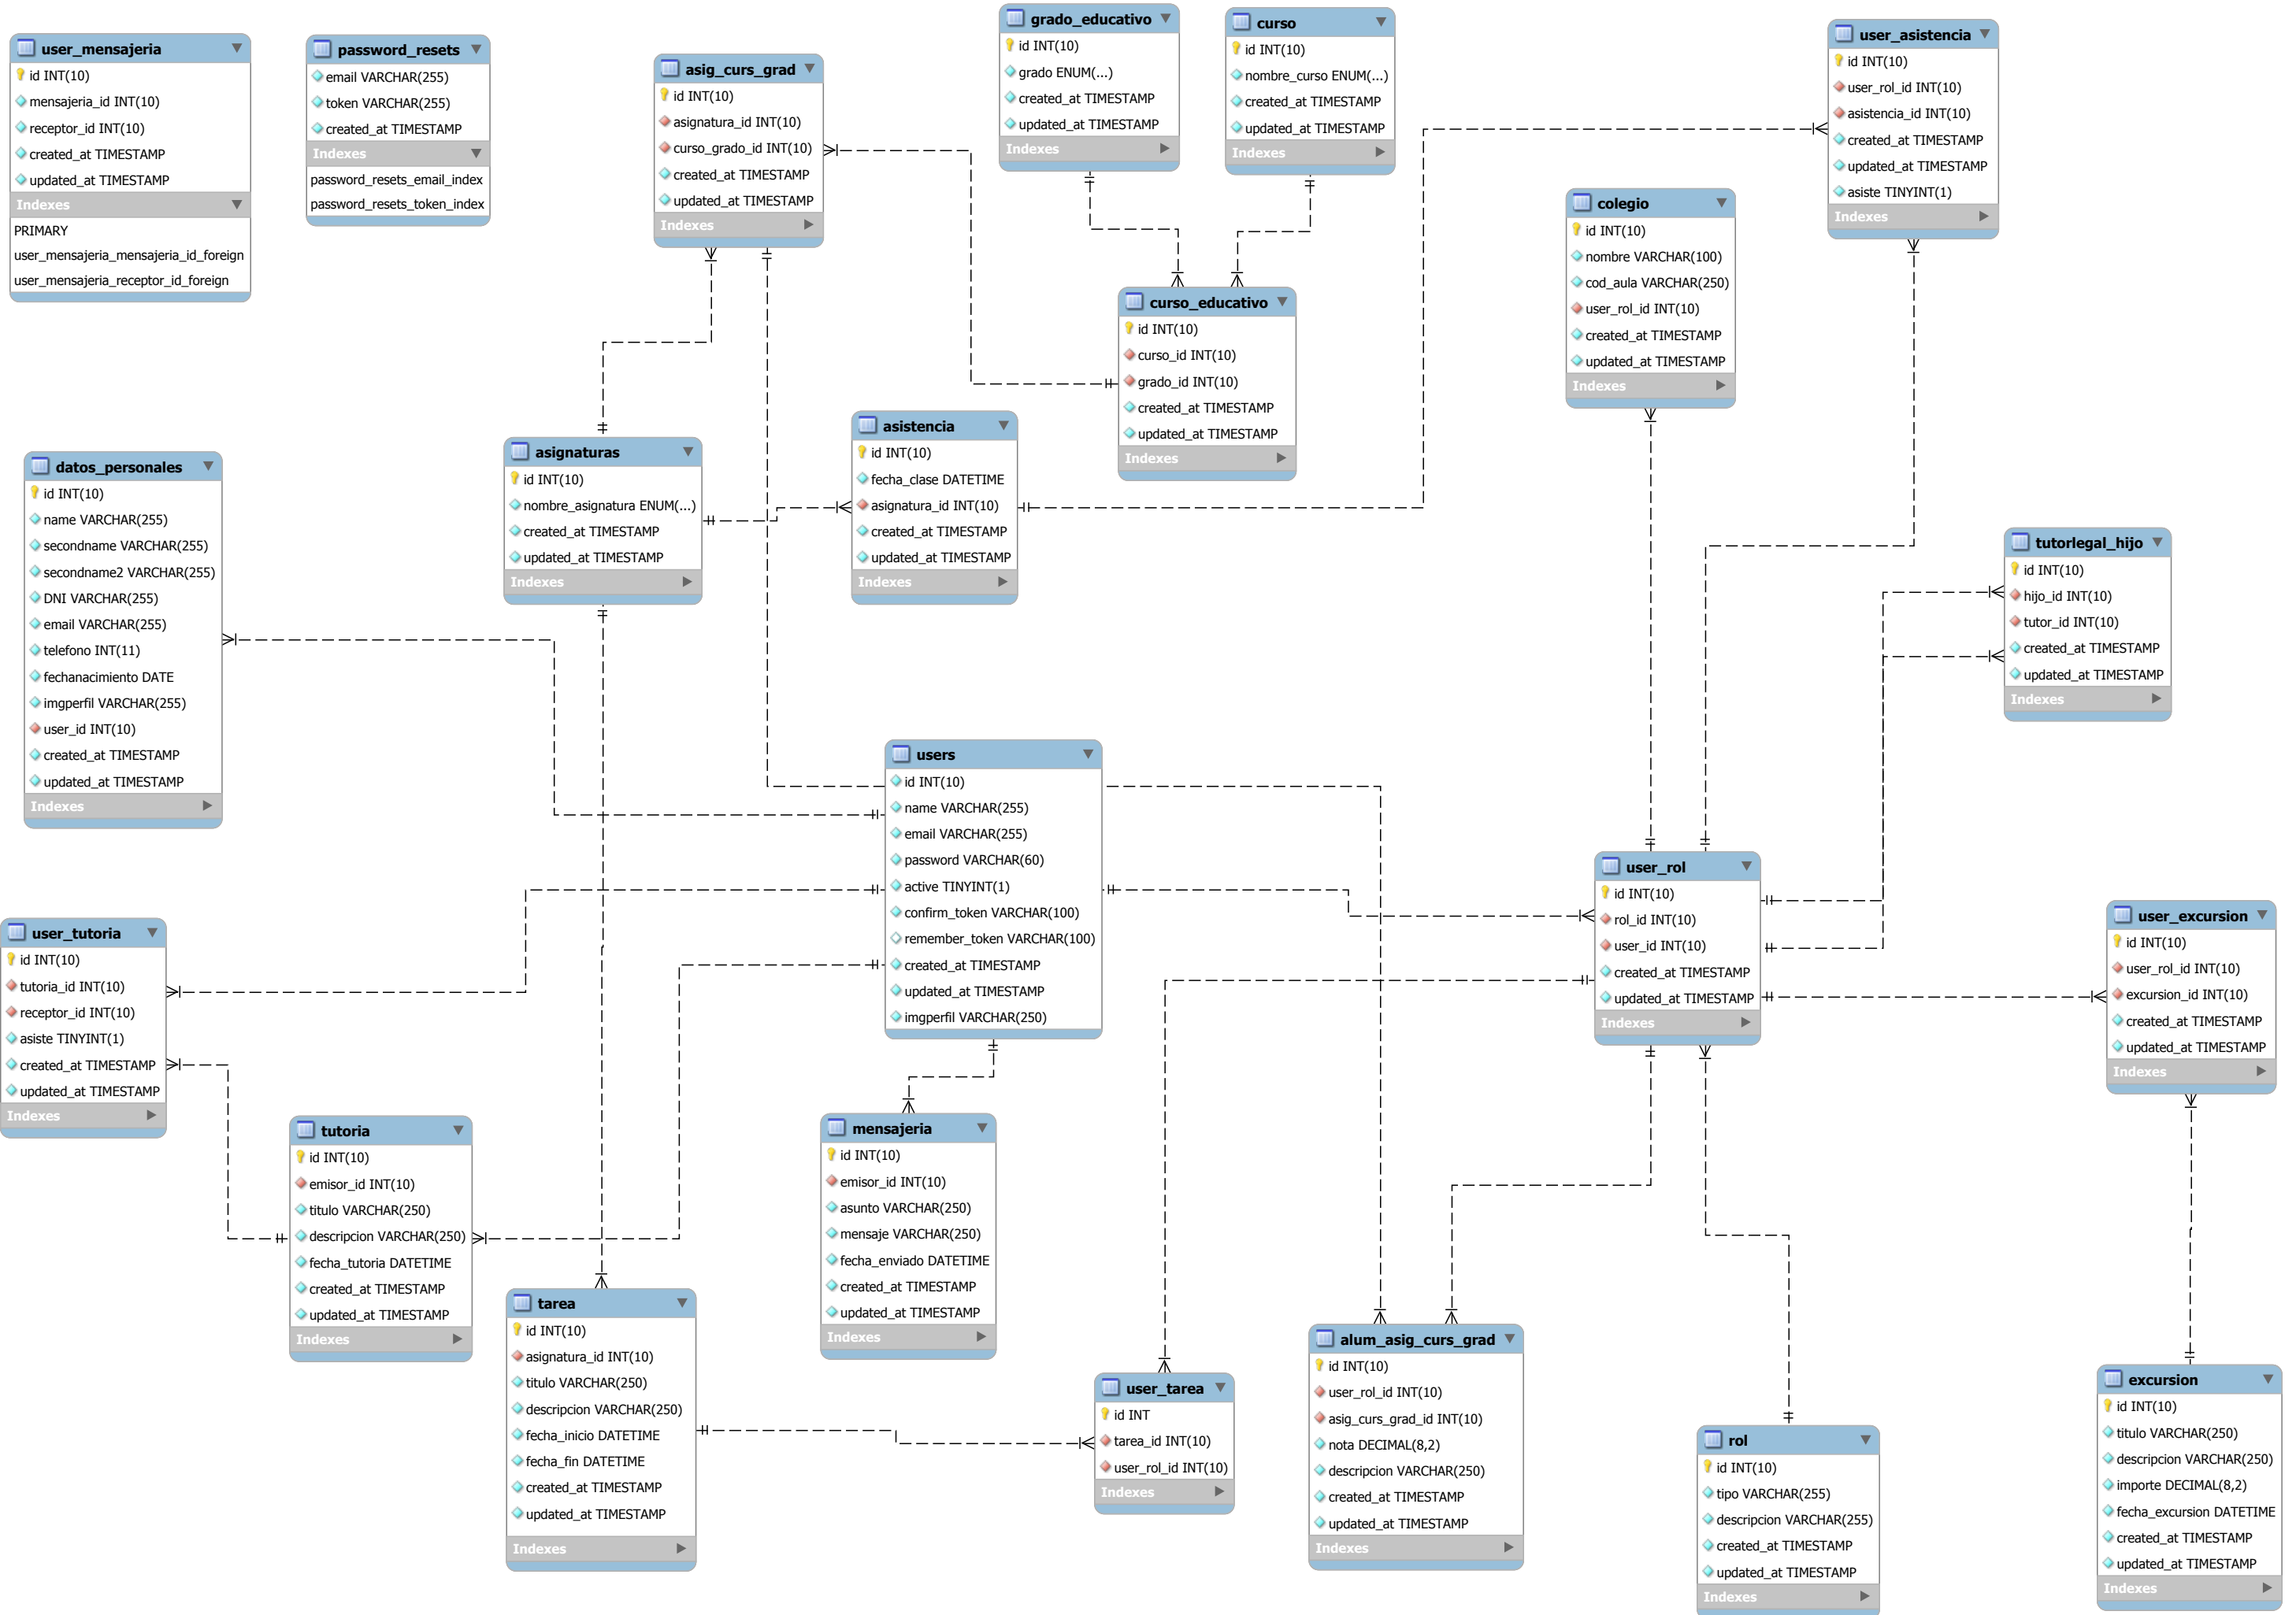 user_mensajeria
id INT(10)
mensajeria_id INT(10)
receptor_id INT(10)
created_at TIMESTAMP
updated_at TIMESTAMP
Indexes
PRIMARY
user_mensajeria_mensajeria_id_foreign
user_mensajeria_receptor_id_foreign
password_resets
email VARCHAR(255)
token VARCHAR(255)
created_at TIMESTAMP
Indexes
password_resets_email_index
password_resets_token_index
asig_curs_grad
id INT(10)
asignatura_id INT(10)
curso_grado_id INT(10)
created_at TIMESTAMP
updated_at TIMESTAMP
Indexes
grado_educativo
id INT(10)
grado ENUM(...)
created_at TIMESTAMP
updated_at TIMESTAMP
Indexes
curso
id INT(10)
nombre_curso ENUM(...)
created_at TIMESTAMP
updated_at TIMESTAMP
Indexes
user_asistencia
id INT(10)
user_rol_id INT(10)
asistencia_id INT(10)
created_at TIMESTAMP
updated_at TIMESTAMP
asiste TINYINT(1)
Indexes
colegio
id INT(10)
nombre VARCHAR(100)
cod_aula VARCHAR(250)
user_rol_id INT(10)
created_at TIMESTAMP
updated_at TIMESTAMP
Indexes
curso_educativo
id INT(10)
curso_id INT(10)
grado_id INT(10)
created_at TIMESTAMP
updated_at TIMESTAMP
Indexes
datos_personales
id INT(10)
name VARCHAR(255)
secondname VARCHAR(255)
secondname2 VARCHAR(255)
DNI VARCHAR(255)
email VARCHAR(255)
telefono INT(11)
fechanacimiento DATE
imgperfil VARCHAR(255)
user_id INT(10)
created_at TIMESTAMP
updated_at TIMESTAMP
Indexes
asignaturas
id INT(10)
nombre_asignatura ENUM(...)
created_at TIMESTAMP
updated_at TIMESTAMP
Indexes
asistencia
id INT(10)
fecha_clase DATETIME
asignatura_id INT(10)
created_at TIMESTAMP
updated_at TIMESTAMP
Indexes
tutorlegal_hijo
id INT(10)
hijo_id INT(10)
tutor_id INT(10)
created_at TIMESTAMP
updated_at TIMESTAMP
Indexes
users
id INT(10)
name VARCHAR(255)
email VARCHAR(255)
password VARCHAR(60)
active TINYINT(1)
confirm_token VARCHAR(100)
remember_token VARCHAR(100)
created_at TIMESTAMP
updated_at TIMESTAMP
imgperfil VARCHAR(250)
user_rol
id INT(10)
rol_id INT(10)
user_id INT(10)
created_at TIMESTAMP
updated_at TIMESTAMP
Indexes
user_tutoria
id INT(10)
tutoria_id INT(10)
receptor_id INT(10)
asiste TINYINT(1)
created_at TIMESTAMP
updated_at TIMESTAMP
Indexes
user_excursion
id INT(10)
user_rol_id INT(10)
excursion_id INT(10)
created_at TIMESTAMP
updated_at TIMESTAMP
Indexes
tutoria
id INT(10)
emisor_id INT(10)
titulo VARCHAR(250)
descripcion VARCHAR(250)
fecha_tutoria DATETIME
created_at TIMESTAMP
updated_at TIMESTAMP
Indexes
mensajeria
id INT(10)
emisor_id INT(10)
asunto VARCHAR(250)
mensaje VARCHAR(250)
fecha_enviado DATETIME
created_at TIMESTAMP
updated_at TIMESTAMP
Indexes
tarea
id INT(10)
asignatura_id INT(10)
titulo VARCHAR(250)
descripcion VARCHAR(250)
fecha_inicio DATETIME
fecha_fin DATETIME
created_at TIMESTAMP
updated_at TIMESTAMP
Indexes
user_tarea
id INT
tarea_id INT(10)
user_rol_id INT(10)
Indexes
alum_asig_curs_grad
id INT(10)
user_rol_id INT(10)
asig_curs_grad_id INT(10)
nota DECIMAL(8,2)
descripcion VARCHAR(250)
created_at TIMESTAMP
updated_at TIMESTAMP
Indexes
rol
id INT(10)
tipo VARCHAR(255)
descripcion VARCHAR(255)
created_at TIMESTAMP
updated_at TIMESTAMP
Indexes
excursion
id INT(10)
titulo VARCHAR(250)
descripcion VARCHAR(250)
importe DECIMAL(8,2)
fecha_excursion DATETIME
created_at TIMESTAMP
updated_at TIMESTAMP
Indexes